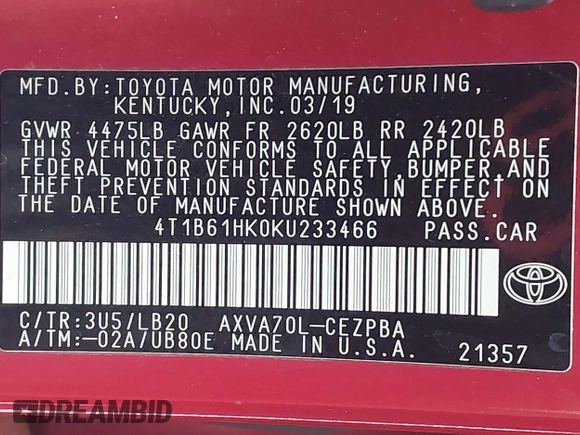 MFD.BY:TOYOTA MOTOR MANUFACTURING,
KENTUCKY,INC.03/19
GVWR 4475LB GAWR FR 2620LB RR 2420LB
THIS VEHICLE CONFORMS TO ALL APPLICABLE
FEDERAL MOTOR VEHICLE SAFETY,BUMPER,AND
THEFT PREVENTION STANDARDS IN EFFECT ON
THE DATE OF MANUFACTURE SHOWN ABOVE.
4T1B61HK0KU233466 PASS.CAR
C/TR:3U5/LB20 AXVA70L-CEZPBA
A/TM:-02A/UB80E MADE IN U.S.A. 21357
DREAMBID